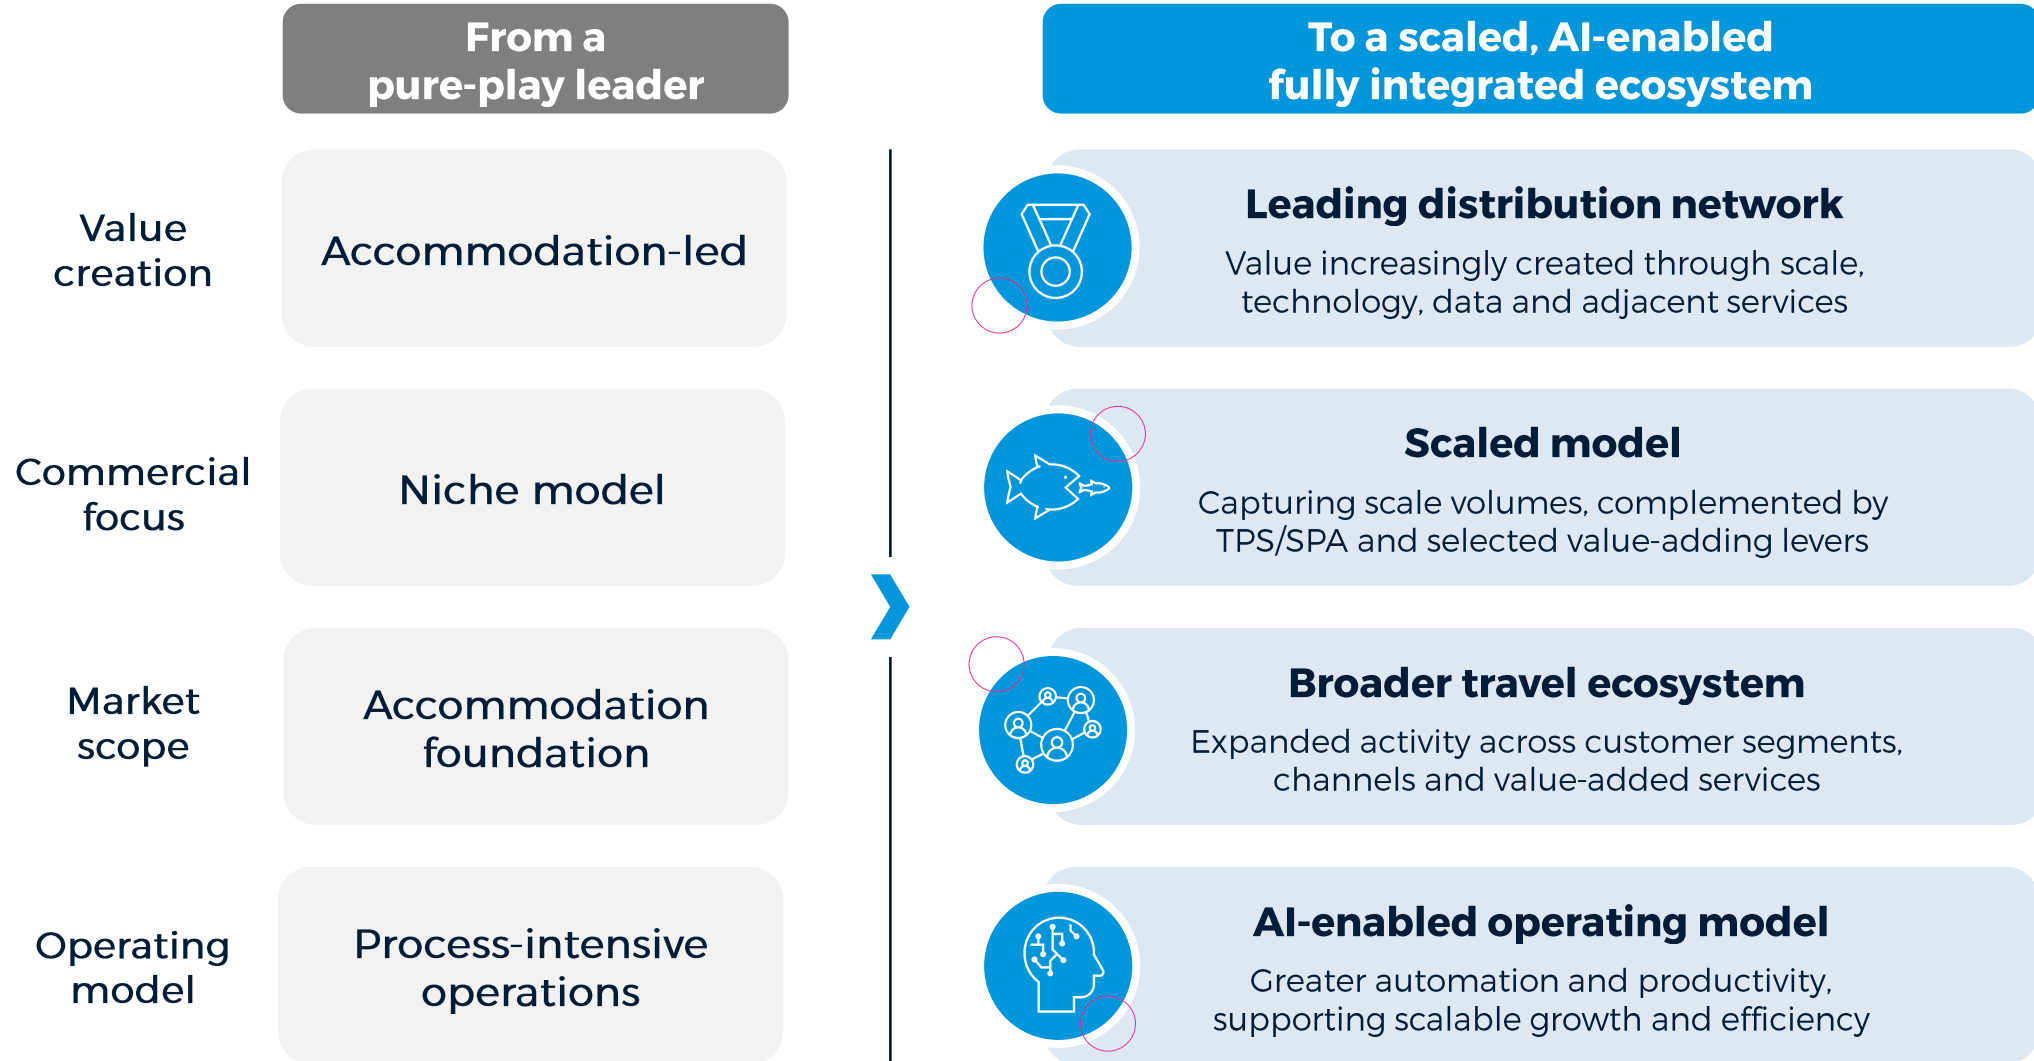 From a
pure-play leader
To a scaled, AI-enabled
fully integrated ecosystem
Value
creation
Accommodation-led
Leading distribution network
Value increasingly created through scale,
technology, data and adjacent services
Commercial
focus
Niche model
Scaled model
Capturing scale volumes, complemented by
TPS/SPA and selected value-adding levers
Market
scope
Accommodation
foundation
Broader travel ecosystem
Expanded activity across customer segments,
channels and value-added services
Operating
model
Process-intensive
operations
AI-enabled operating model
Greater automation and productivity,
supporting scalable growth and efficiency